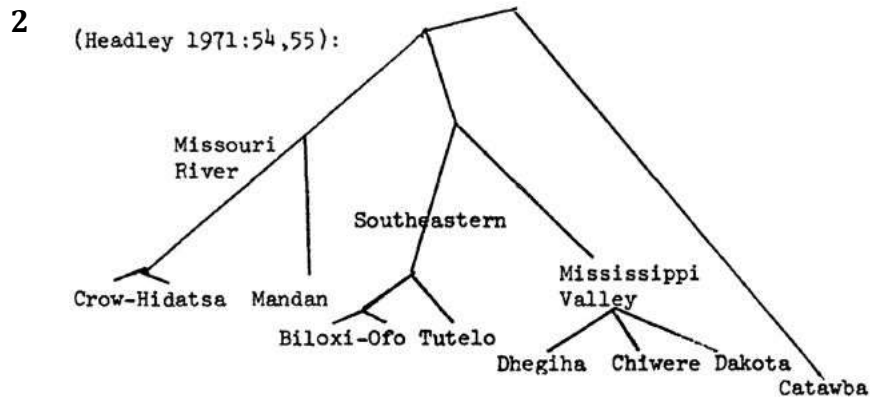 2
(Headley 1971:54,55):
Missouri
River
Southeastern
Mississippi
Valley
Crow-Hidatsa Mandan
Biloxi-Ofo Tutelo
Dhegiha Chiwere Dakota
Catawba